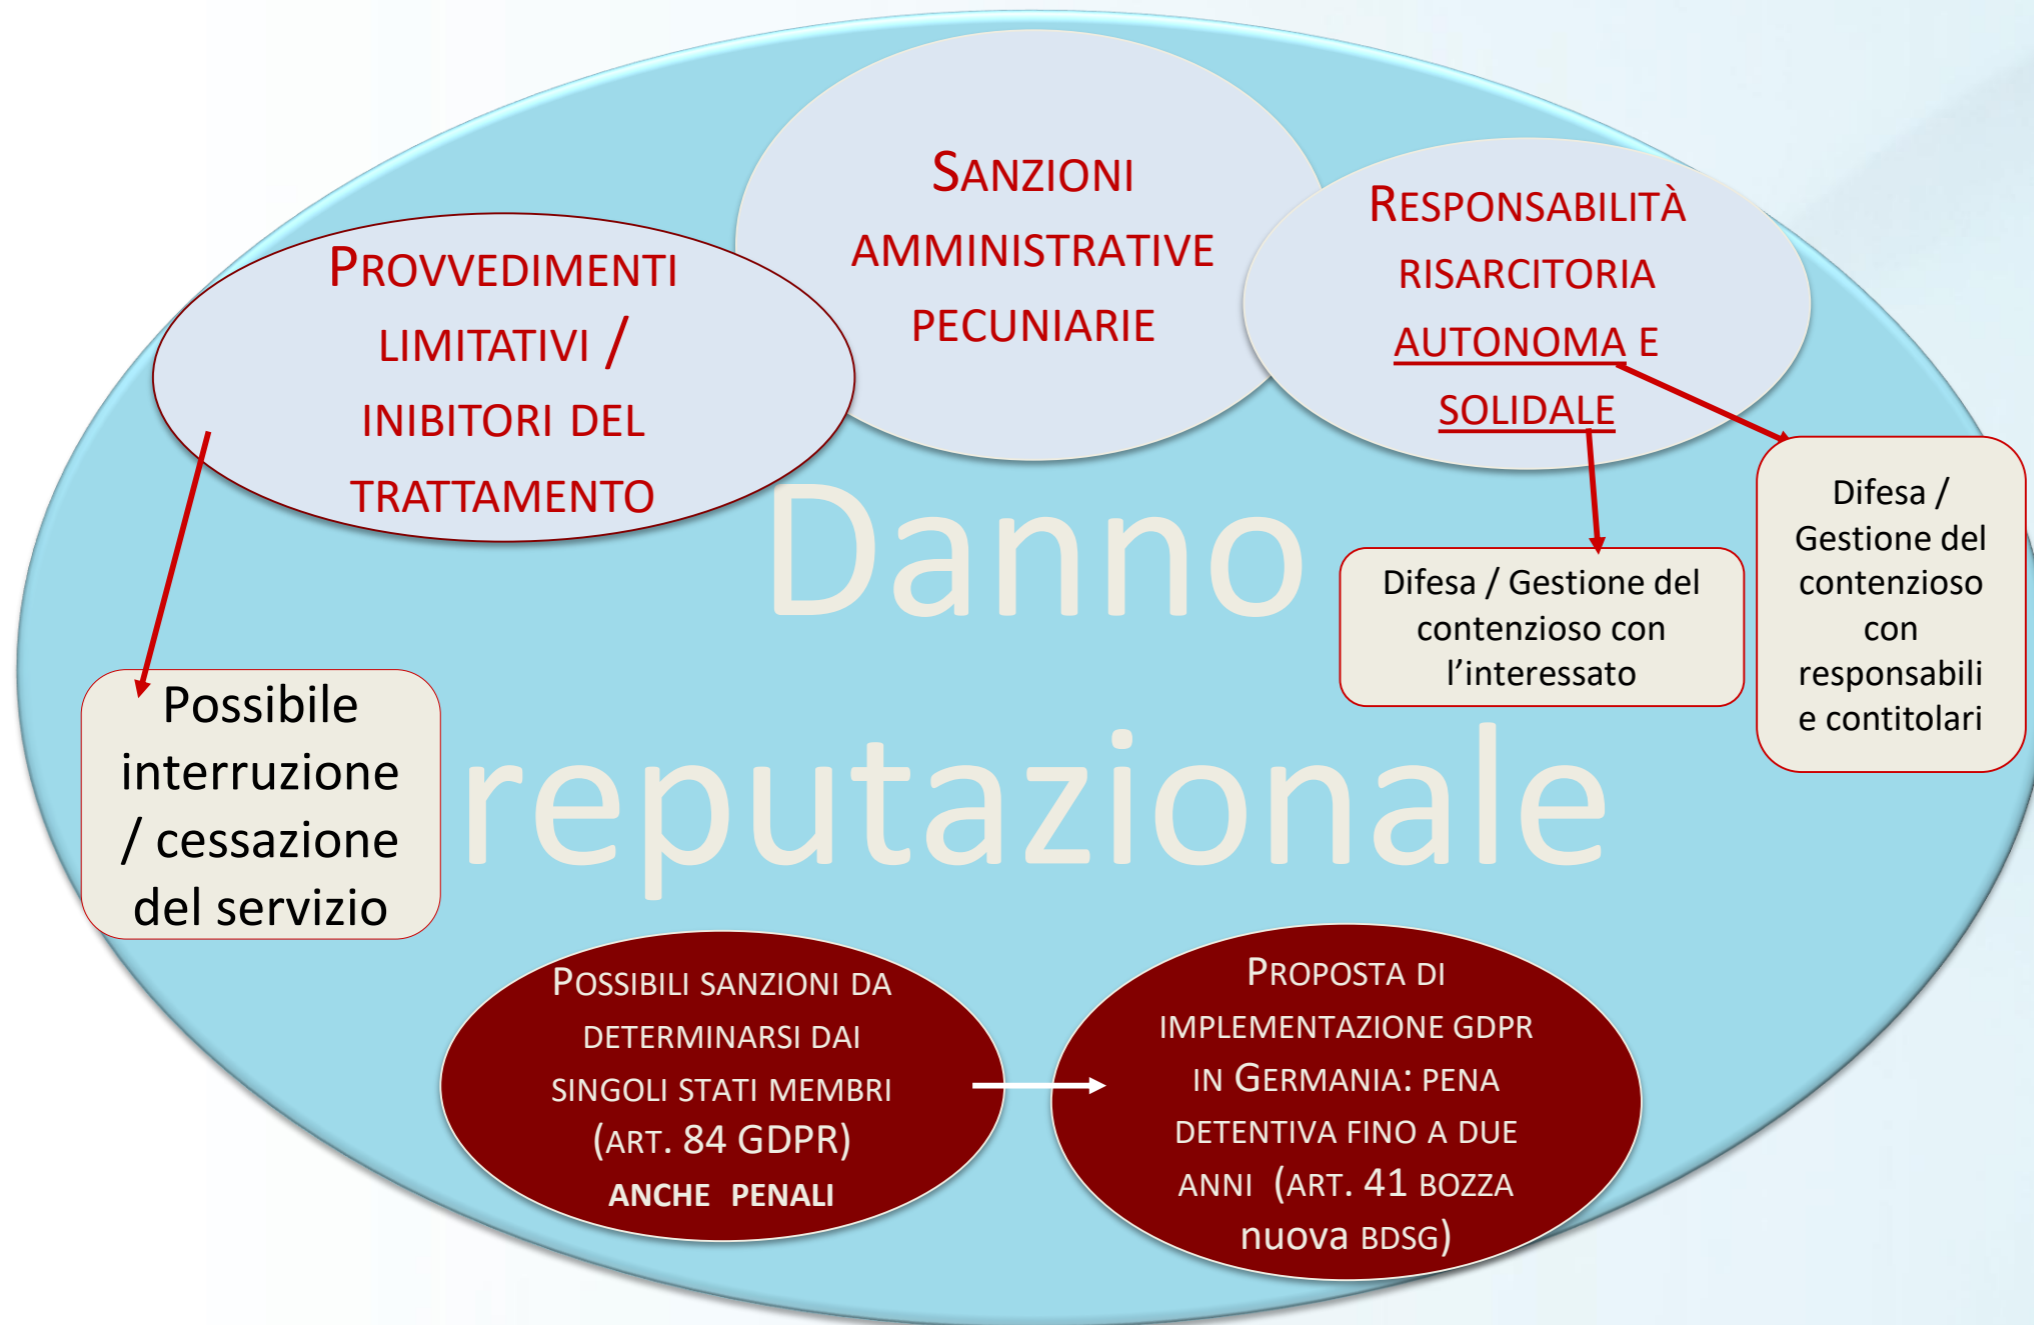 SANZIONI
AMMINISTRATIVE
PECUNIARIE
PROVVEDIMENTI
LIMITATIVI /
INIBITORI DEL
TRATTAMENTO
RESPONSABILITÀ
RISARCITORIA
AUTONOMA E
SOLIDALE
Danno
reputazionale
Possibile
interruzione
/ cessazione
del servizio
Difesa / Gestione del
contenzioso con
l’interessato
Difesa /
Gestione del
contenzioso
con
responsabili
e contitolari
POSSIBILI SANZIONI DA
DETERMINARSI DAI
SINGOLI STATI MEMBRI
(ART. 84 GDPR)
ANCHE PENALI
PROPOSTA DI
IMPLEMENTAZIONE GDPR
IN GERMANIA: PENA
DETENTIVA FINO A DUE
ANNI (ART. 41 BOZZA
nuova BDSG)